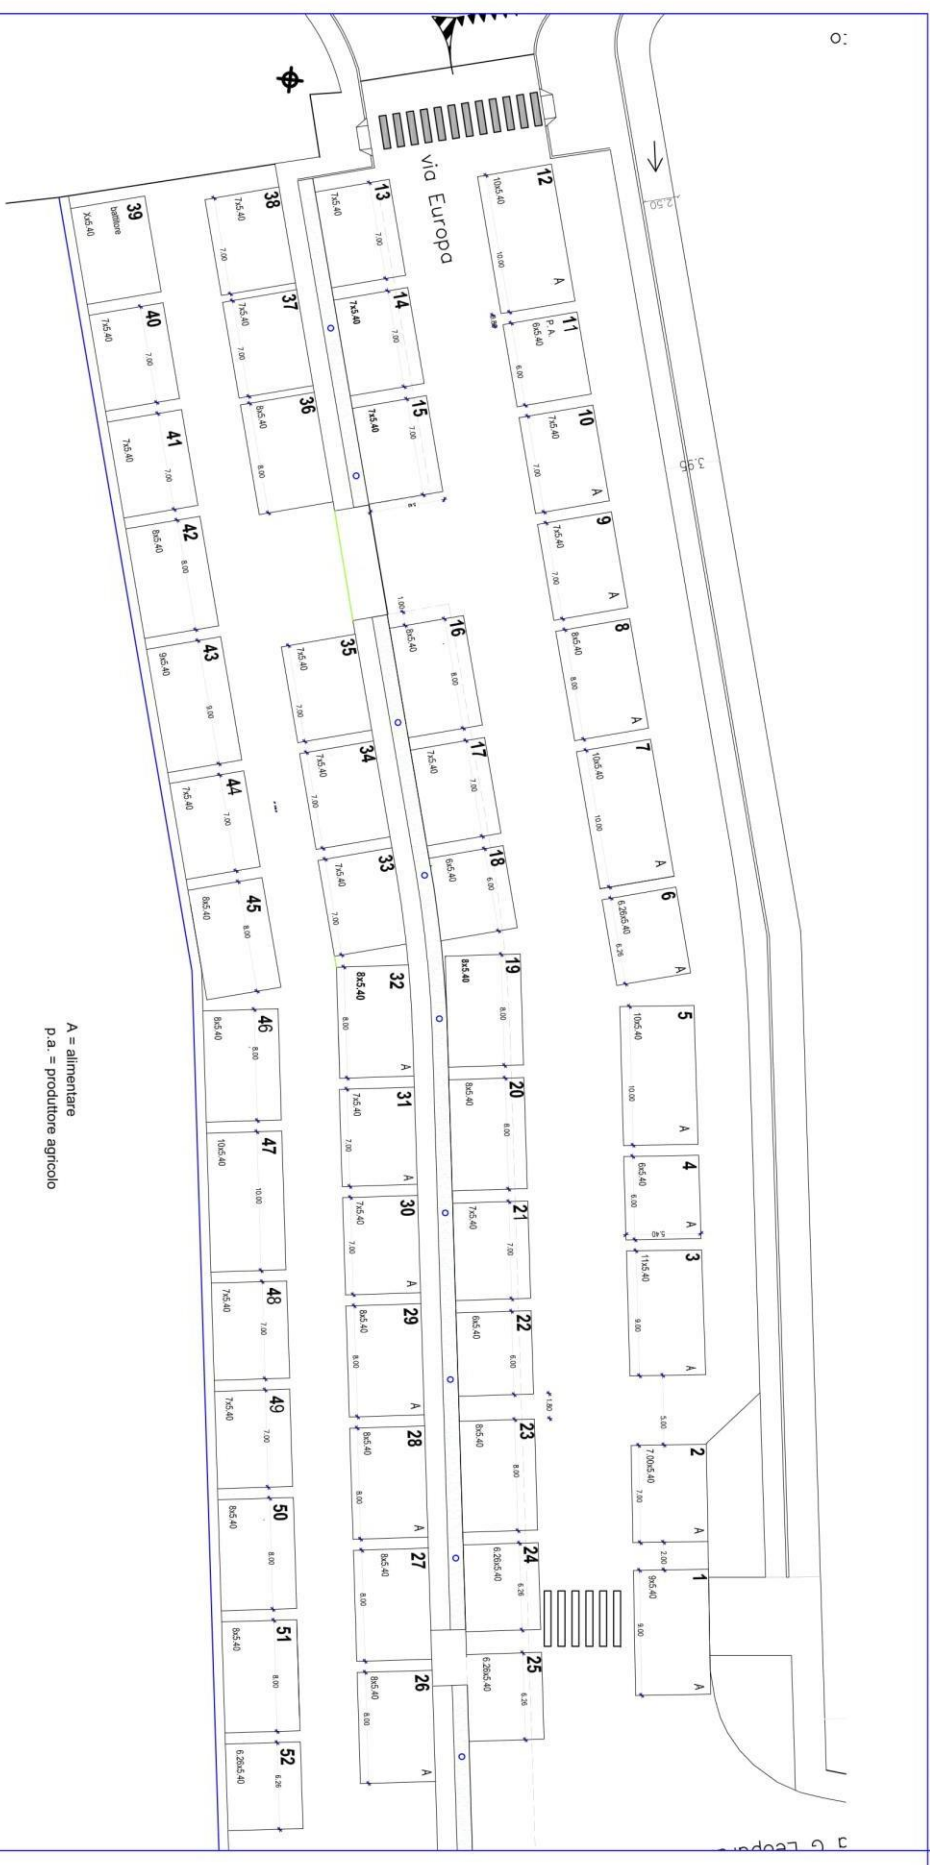 via Europa
2.50
12
10x5.40
10.00
A
11
P.A.
6x5.40
6.00
10
7x5.40
7.00
A
9
7x5.40
7.00
A
8
8x5.40
8.00
A
7
10x5.40
10.00
A
6
6.26x5.40
6.26
A
5
10x5.40
10.00
A
4
6x5.40
6.00
A
5.40
3
11x5.40
9.00
A
5.00
2
7.00x5.40
7.00
A
2.00
1
9x5.40
9.00
A
13
7x5.40
7.00
14
7x5.40
7.00
15
7x5.40
7.00
1.00
16
8x5.40
8.00
17
7x5.40
7.00
18
6x5.40
6.00
19
8x5.40
8.00
20
8x5.40
8.00
21
7x5.40
7.00
22
6x5.40
6.00
1.80
23
8x5.40
8.00
24
6.26x5.40
6.26
25
6.26x5.40
6.26
38
7x5.40
7.00
37
7x5.40
7.00
36
8x5.40
8.00
35
7x5.40
7.00
34
7x5.40
7.00
33
7x5.40
7.00
32
8x5.40
8.00
A
31
7x5.40
7.00
A
30
7x5.40
7.00
A
29
8x5.40
8.00
A
28
8x5.40
8.00
A
27
8x5.40
8.00
26
8x5.40
8.00
A
39
battitore
Xx5.40
40
7x5.40
7.00
41
7x5.40
7.00
42
8x5.40
8.00
43
9x5.40
9.00
44
7x5.40
7.00
45
8x5.40
8.00
46
8x5.40
8.00
47
10x5.40
10.00
48
7x5.40
7.00
49
7x5.40
7.00
50
8x5.40
8.00
51
8x5.40
8.00
52
6.26x5.40
6.26
A = alimentare
p.a. = produttore agricolo